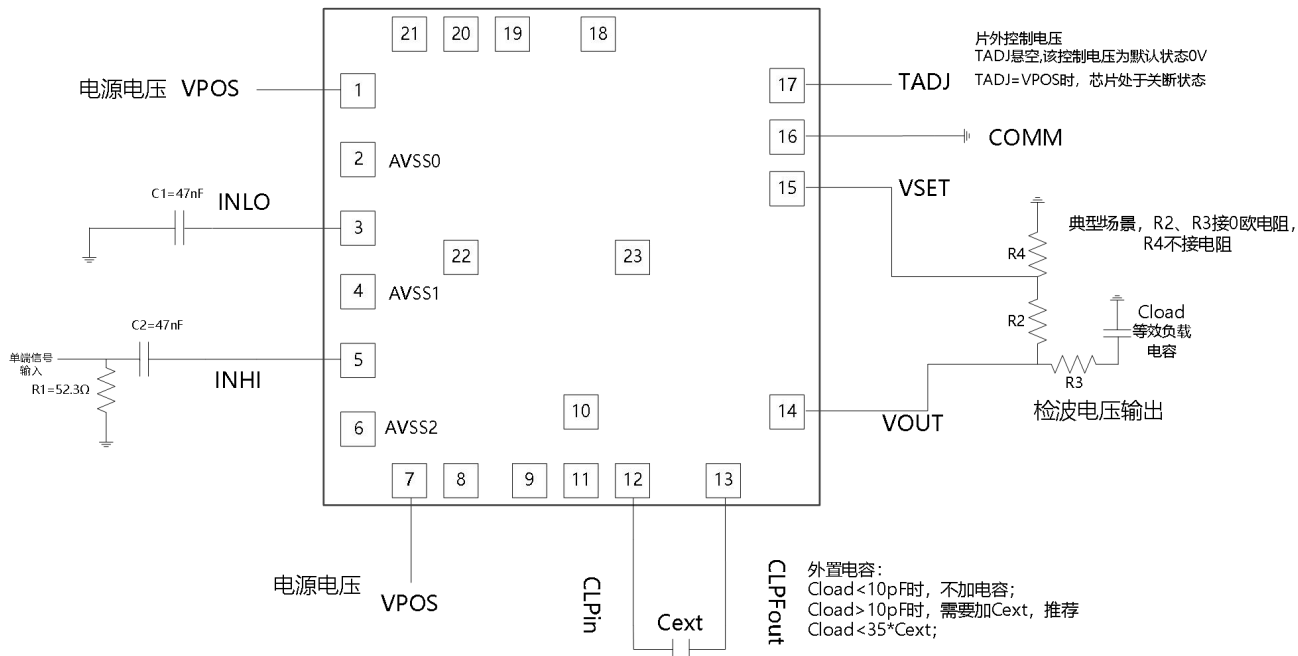 21
20
19
18
电源电压 VPOS
1
17
TADJ
片外控制电压
TADJ悬空,该控制电压为默认状态0V
TADJ=VPOS时，芯片处于关断状态
2
AVSS0
16
COMM
C1=47nF
INLO
3
15
VSET
22
23
4
AVSS1
R4
典型场景，R2、R3接0欧电阻，
R4不接电阻
C2=47nF
单端信号
输入
R1=52.3Ω
INHI
5
R2
R3
Cload
等效负载
电容
6
AVSS2
10
14
VOUT
检波电压输出
7
8
9
11
12
13
电源电压
VPOS
CLPin
Cext
CLPFout
外置电容：
Cload<10pF时，不加电容;
Cload>10pF时，需要加Cext，推荐
Cload<35*Cext;